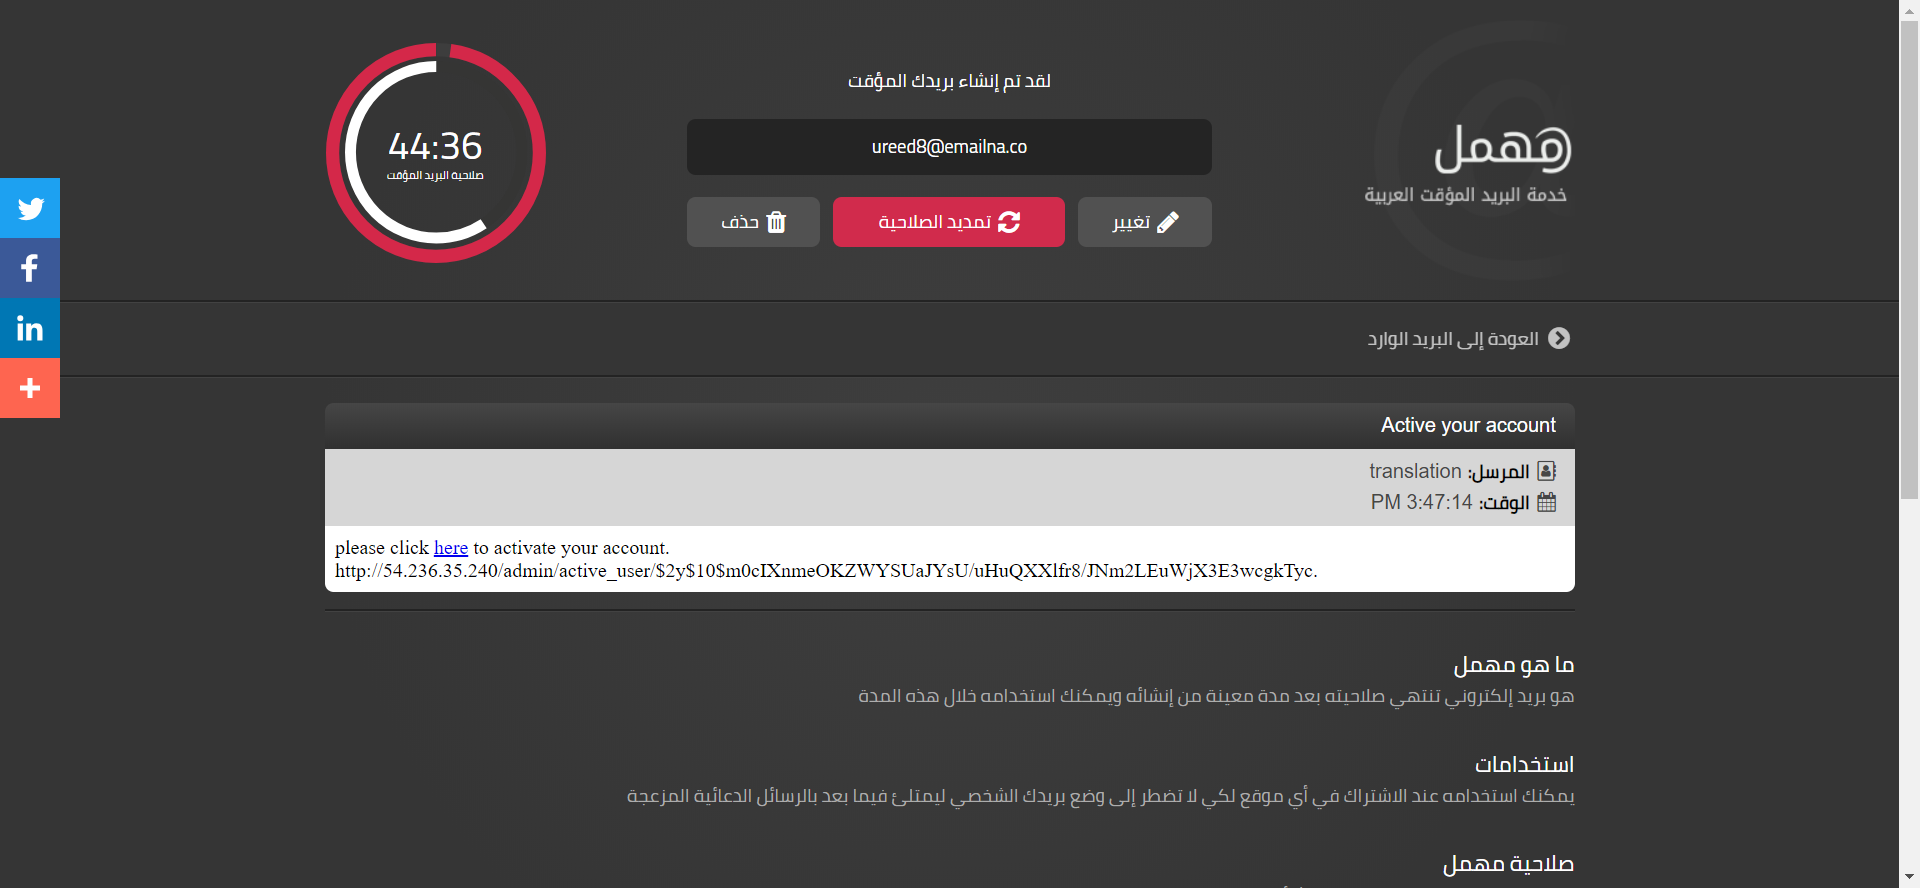 لقد تم إنشاء بريدك المؤقت
ureed8@emailna.co
تغيير
تمديد الصلاحية
حذف
44:36
صلاحية البريد المؤقت
مهمل
خدمة البريد المؤقت العربية
العودة إلى البريد الوارد
Active your account
المرسل: translation
الوقت: 3:47:14 PM
please click here to activate your account.
http://54.236.35.240/admin/active_user/$2y$10$m0cIXnmeOKZWYSUaJYsU/uHuQXXlfr8/JNm2LEuWjX3E3wcgkTyc.
ما هو مهمل
هو بريد إلكتروني تنتهي صلاحيته بعد مدة معينة من إنشائه ويمكنك استخدامه خلال هذه المدة
استخدامات
يمكنك استخدامه عند الاشتراك في أي موقع لكي لا تضطر إلى وضع بريدك الشخصي ليمتلئ فيما بعد بالرسائل الدعائية المزعجة
صلاحية مهمل